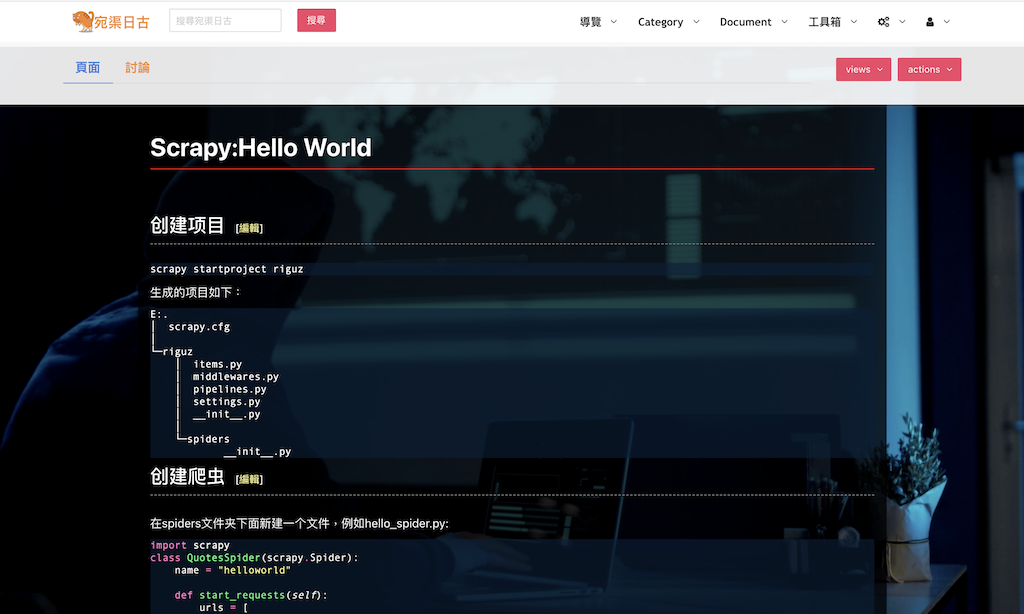 宛渠日古
搜尋宛渠日古
搜尋
導覽
Category
Document
工具箱
頁面
討論
views
actions
Scrapy:Hello World
创建项目 [編輯]
scrapy startproject riguz
生成的项目如下：
E:.
│  scrapy.cfg
│
└─riguz
    │  items.py
    │  middlewares.py
    │  pipelines.py
    │  settings.py
    │  __init__.py
    │
    └─spiders
            __init__.py
创建爬虫 [編輯]
在spiders文件夹下面新建一个文件，例如hello_spider.py:
import scrapy
class QuotesSpider(scrapy.Spider):
    name = "helloworld"
    def start_requests(self):
        urls = [